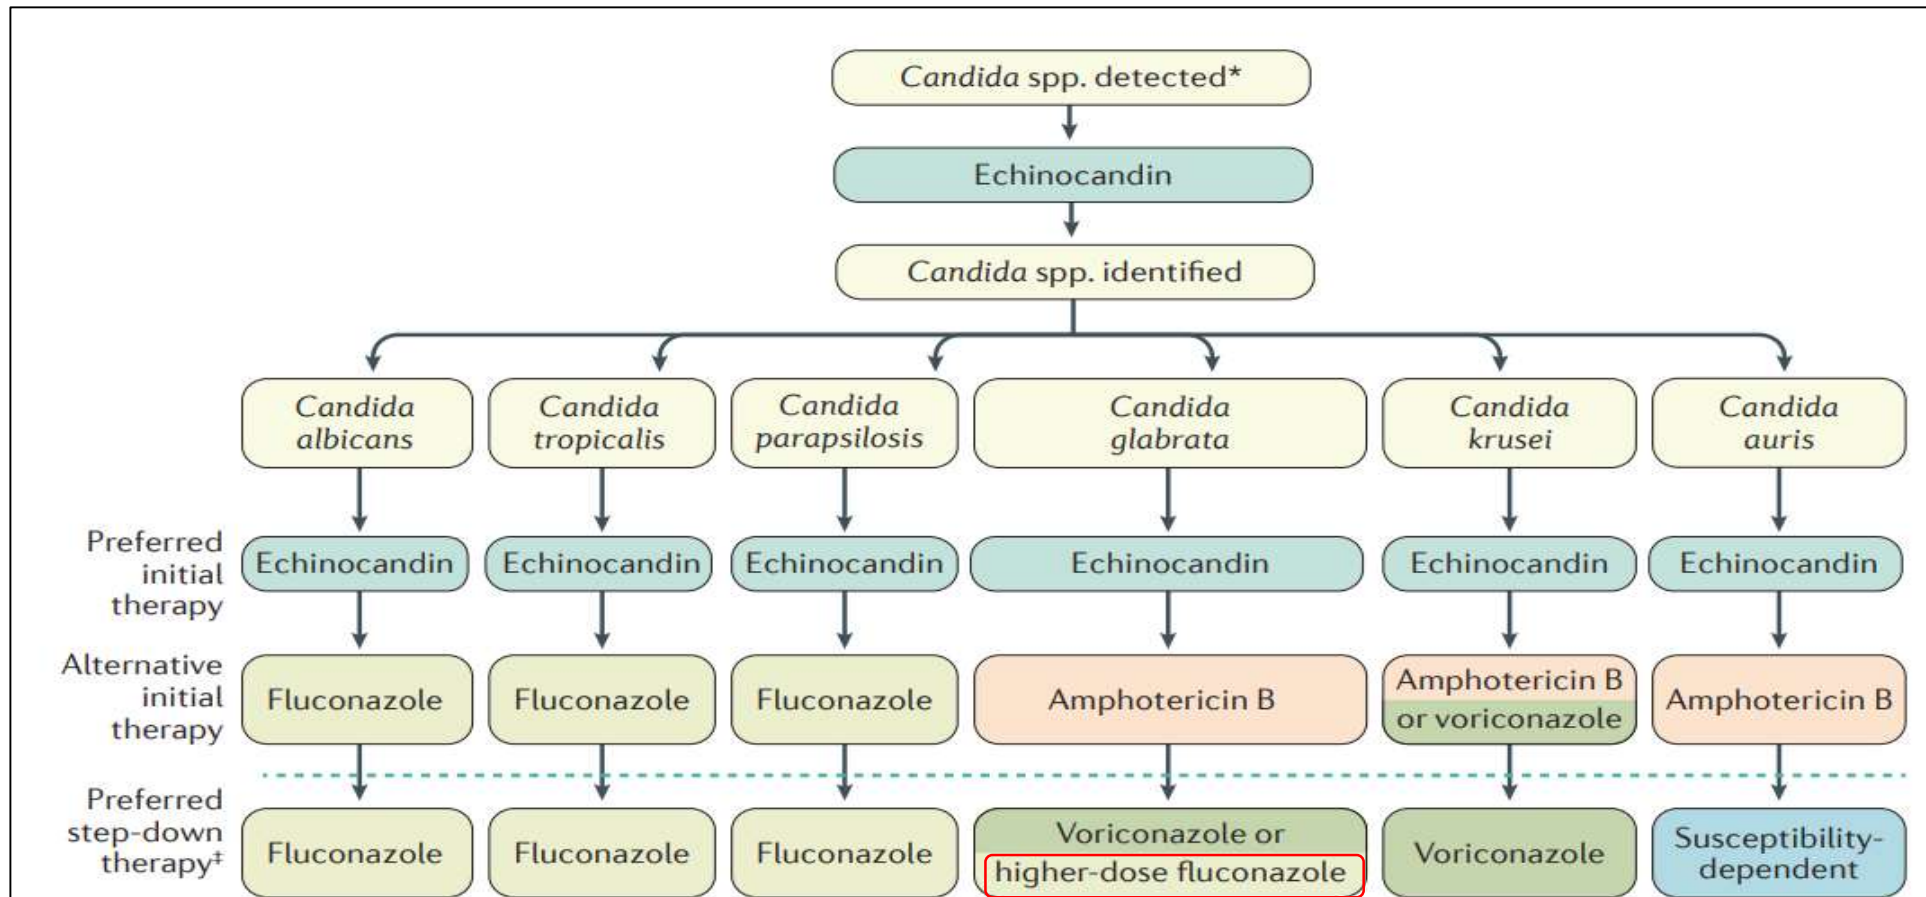 Candida spp. detected*
Echinocandin
Candida spp. identified
Candida
albicans
Candida
tropicalis
Candida
parapsilosis
Candida
glabrata
Candida
krusei
Candida
auris
Preferred
initial
therapy
Echinocandin
Echinocandin
Echinocandin
Echinocandin
Echinocandin
Echinocandin
Alternative
initial
therapy
Fluconazole
Fluconazole
Fluconazole
Amphotericin B
Amphotericin B
or voriconazole
Amphotericin B
Preferred
step-down
therapy‡
Fluconazole
Fluconazole
Fluconazole
Voriconazole or
higher-dose fluconazole
Voriconazole
Susceptibility-
dependent